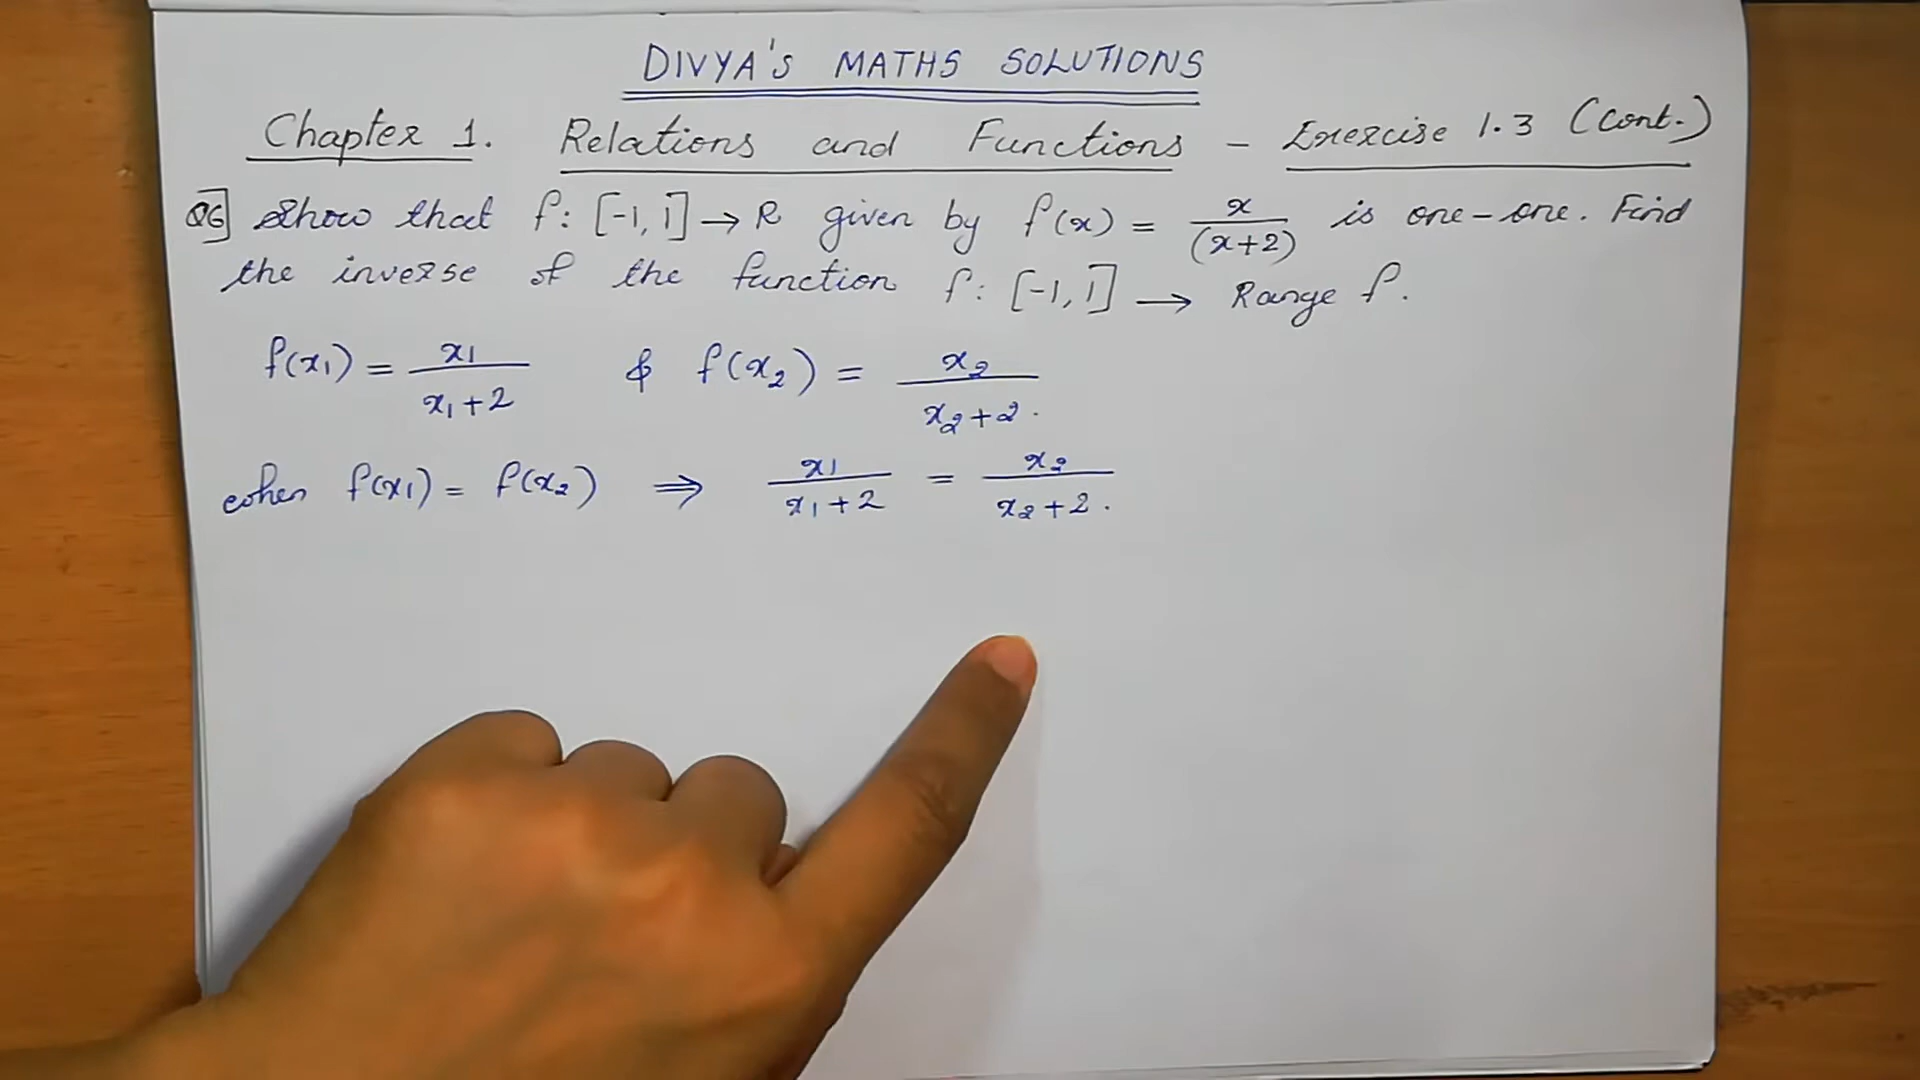 DIVYA'S MATHS SOLUTIONS
Chapter 1. Relations and Functions - Exercise 1.3 (Cont.)
Q6] Show that f: [-1, 1] → R given by f(x) = x/(x+2) is one-one. Find
the inverse of the function f: [-1, 1] → Range f.
f(x₁) = x₁/(x₁+2) & f(x₂) = x₂/(x₂+2).
when f(x₁) = f(x₂) ⇒ x₁/(x₁+2) = x₂/(x₂+2).